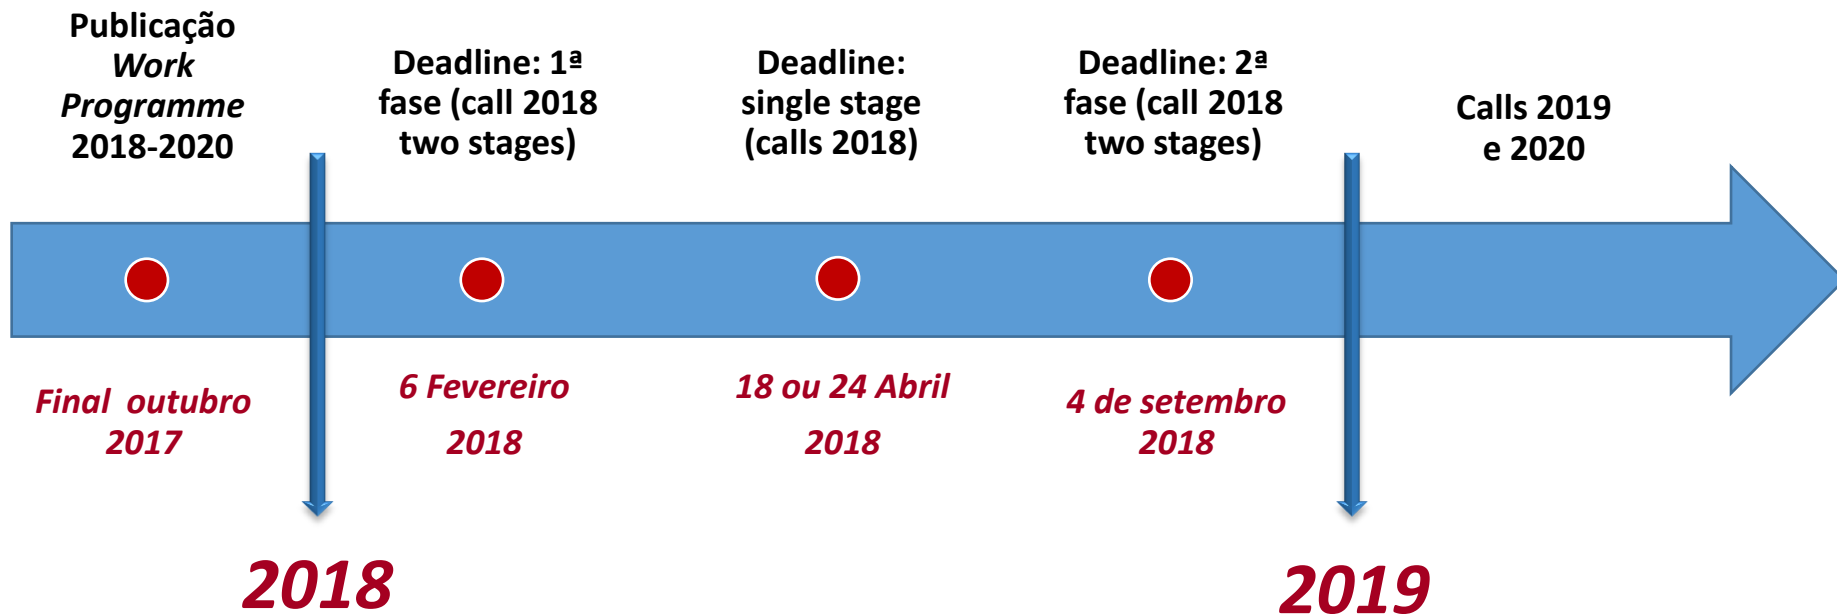 Publicação
Work
Programme
2018-2020
Deadline: 1ª
fase (call 2018
two stages)
Deadline:
single stage
(calls 2018)
Deadline: 2ª
fase (call 2018
two stages)
Calls 2019
e 2020
Final outubro
2017
6 Fevereiro
2018
18 ou 24 Abril
2018
4 de setembro
2018
2018
2019